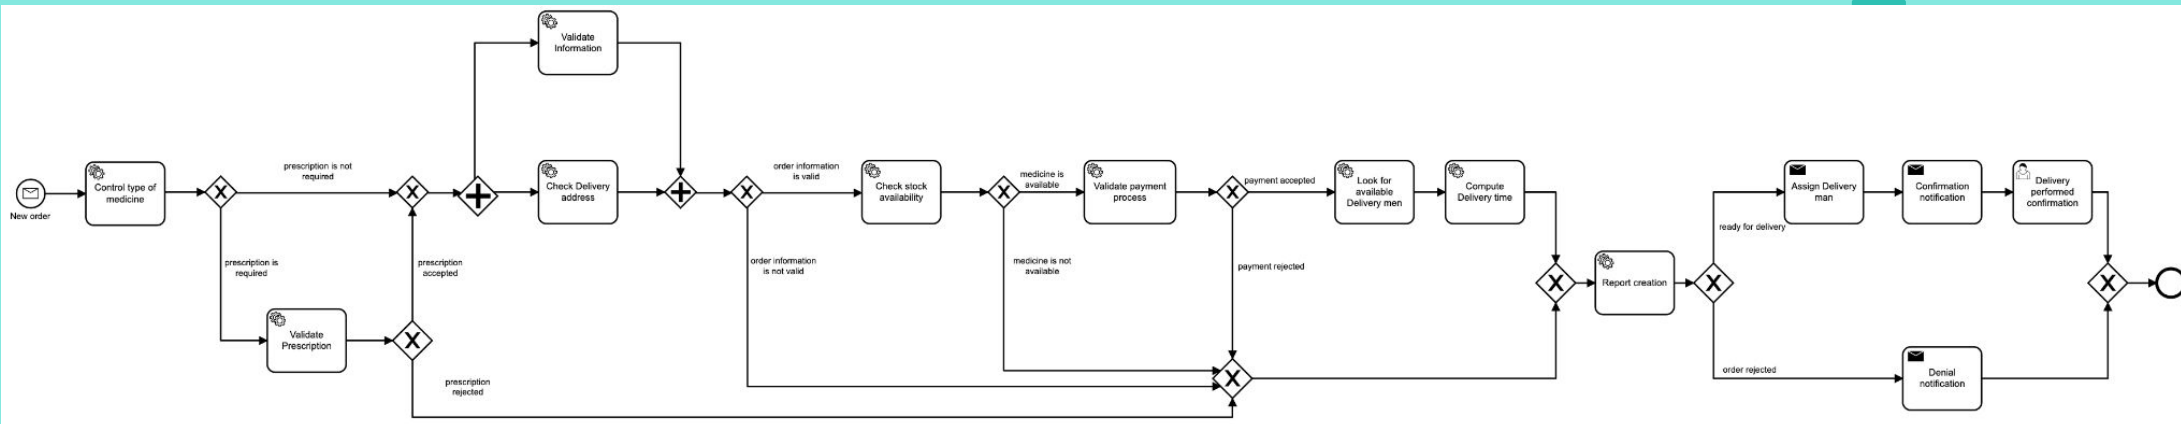 New order
Control type of
medicine
prescription is not
required
prescription is
required
Validate
Prescription
prescription
accepted
prescription
rejected
Validate
Information
Check Delivery
address
order information
is valid
order information
is not valid
Check stock
availability
medicine is
available
medicine is not
available
Validate payment
process
payment accepted
payment rejected
Look for
available
Delivery men
Compute
Delivery time
Report creation
ready for delivery
order rejected
Assign Delivery
man
Confirmation
notification
Delivery
performed
confirmation
Denial
notification